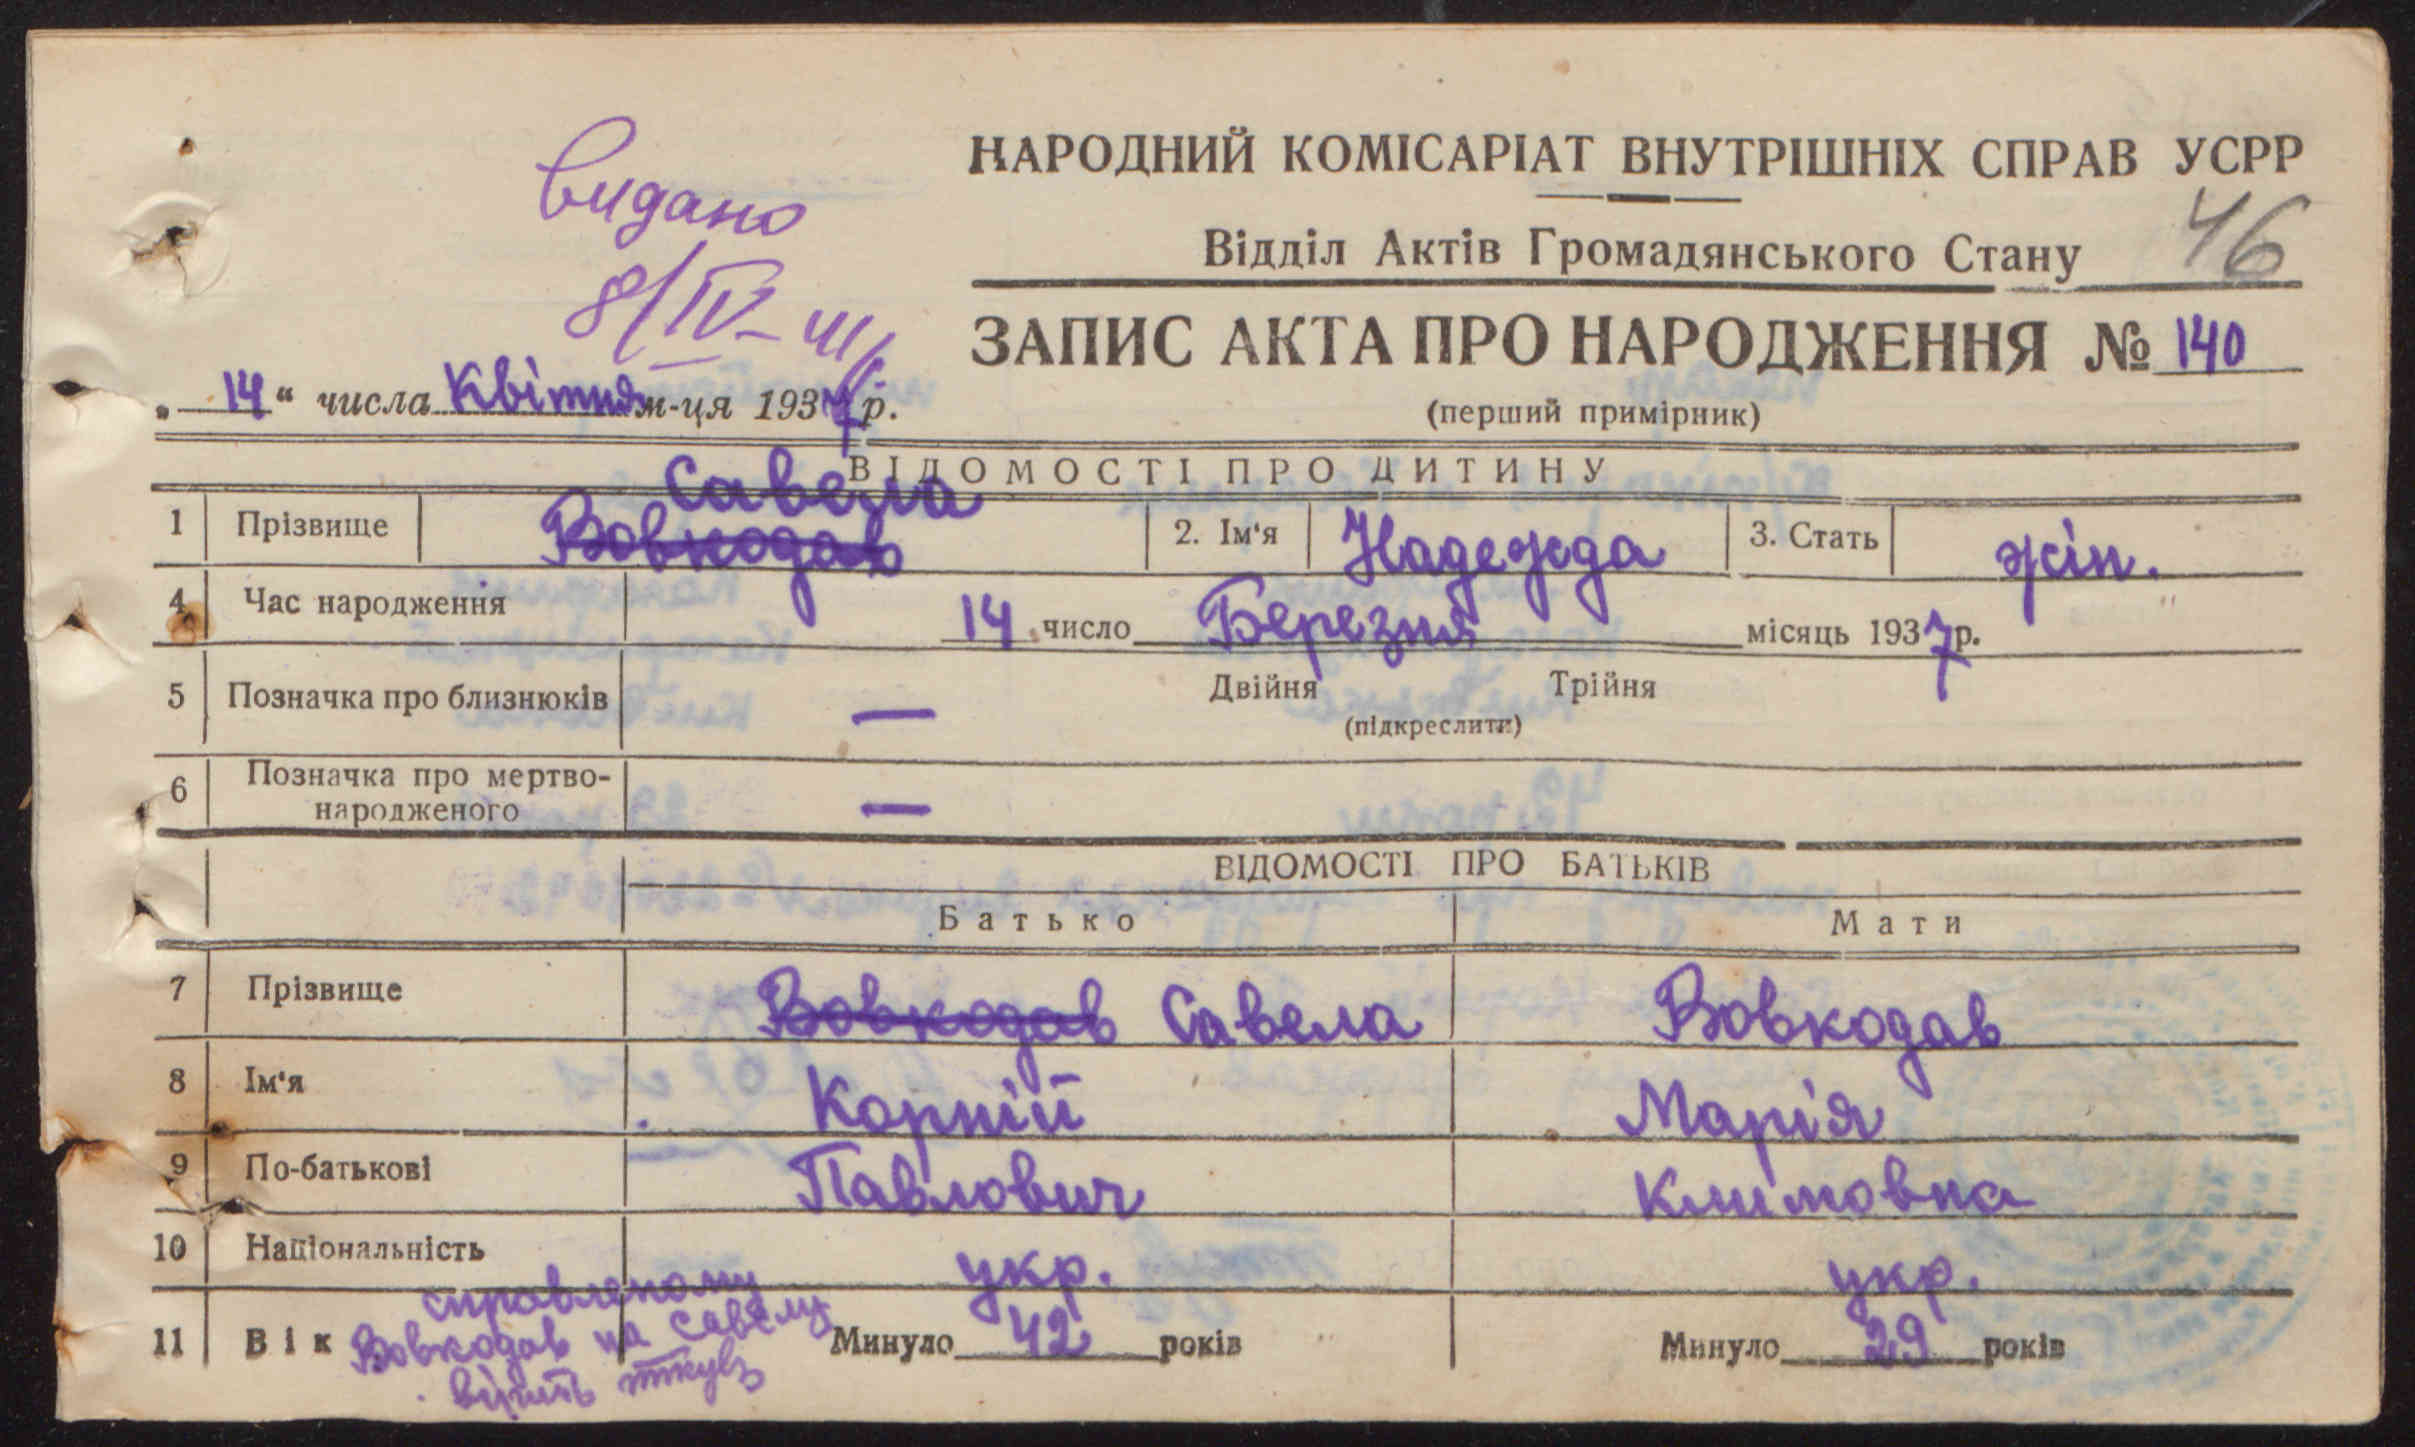 НАРОДНИЙ КОМІСАРІАТ ВНУТРІШНІХ СПРАВ УСРР
видано
Відділ Актів Громадянського Стану 46
8/IV-41
ЗАПИС АКТА ПРО НАРОДЖЕННЯ № 140
„14“ числа Квітня м-ця 1937 р.
(перший примірник)
ВІДОМОСТІ ПРО ДИТИНУ
Савела
1 Прізвище Вовкодав 2. Ім'я Надежда 3. Стать жін.
4 Час народження 14 число Березня місяць 1937 р.
5 Позначка про близнюків — Двійня Трійня
(підкреслити)
6 Позначка про мертво-
народженого —
ВІДОМОСТІ ПРО БАТЬКІВ
Батько Мати
7 Прізвище Вовкодав Савела Вовкодав
8 Ім'я Корній Марія
9 По-батькові Павлович Климовна
10 Національність укр. укр.
справленому
Вовкодав на Савелу
11 Вік Минуло 42 років Минуло 29 років
вірить